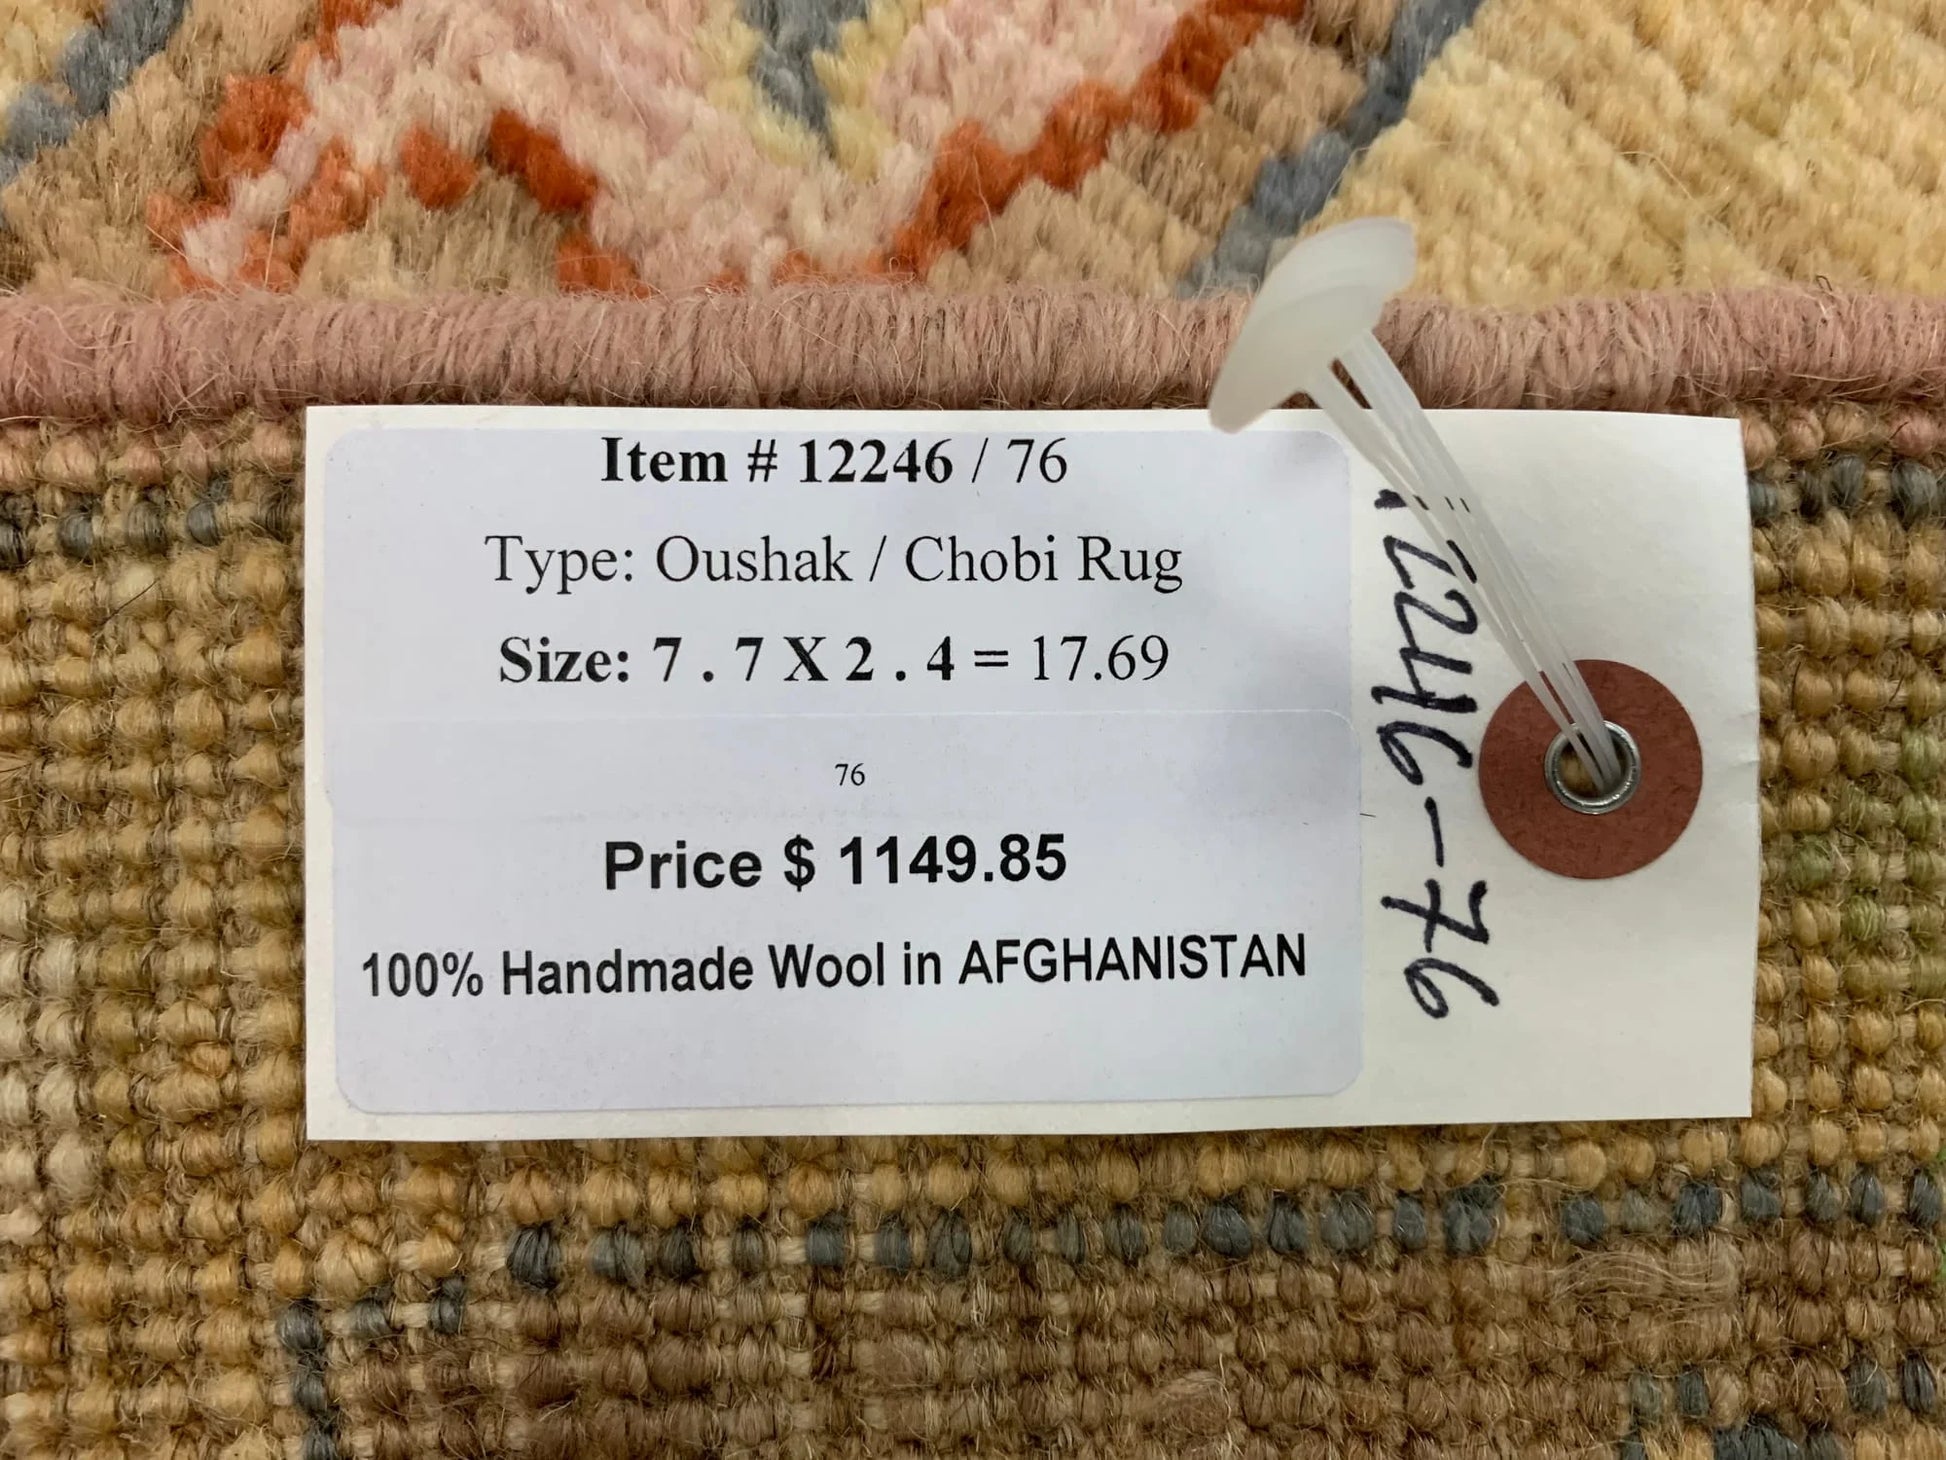 Item # 12246 / 76
Type: Oushak / Chobi Rug
Size: 7 . 7 X 2 . 4 = 17.69
76
Price $ 1149.85
100% Handmade Wool in AFGHANISTAN
12246-76